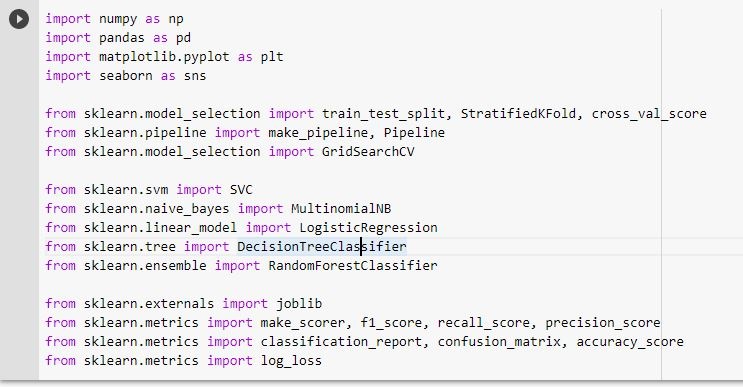 import numpy as np
import pandas as pd
import matplotlib.pyplot as plt
import seaborn as sns
from sklearn.model_selection import train_test_split, StratifiedKFold, cross_val_score
from sklearn.pipeline import make_pipeline, Pipeline
from sklearn.model_selection import GridSearchCV
from sklearn.svm import SVC
from sklearn.naive_bayes import MultinomialNB
from sklearn.linear_model import LogisticRegression
from sklearn.tree import DecisionTreeClassifier
from sklearn.ensemble import RandomForestClassifier
from sklearn.externals import joblib
from sklearn.metrics import make_scorer, f1_score, recall_score, precision_score
from sklearn.metrics import classification_report, confusion_matrix, accuracy_score
from sklearn.metrics import log_loss